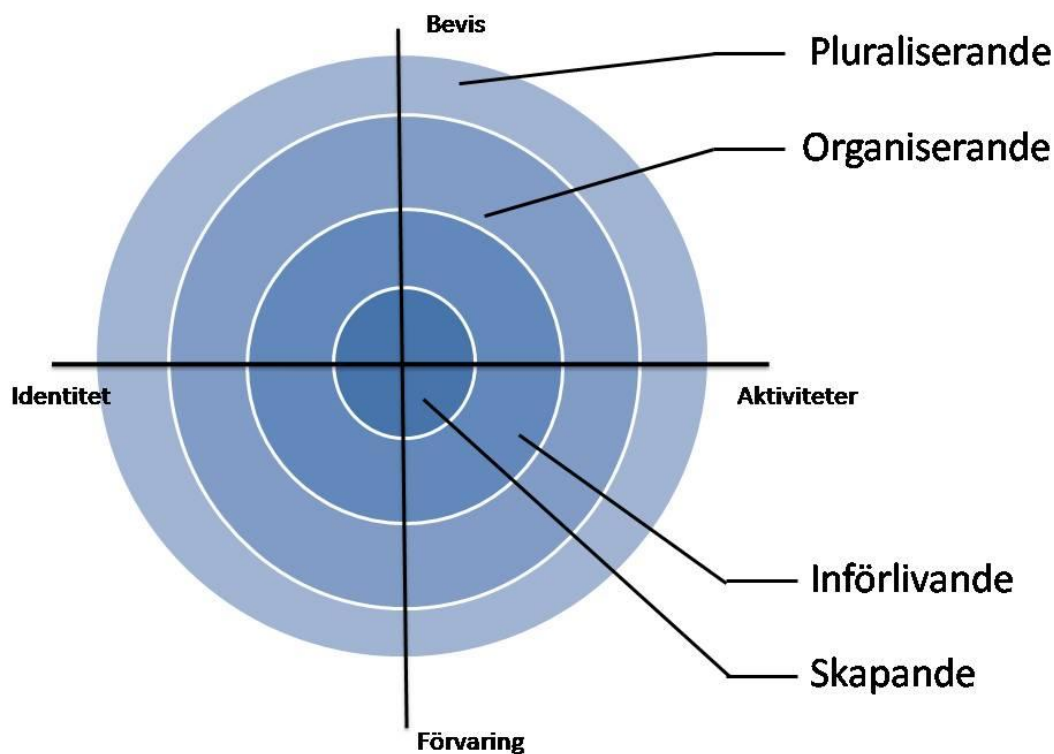 Bevis
Pluraliserande
Organiserande
Identitet
Aktiviteter
Införlivande
Skapande
Förvaring